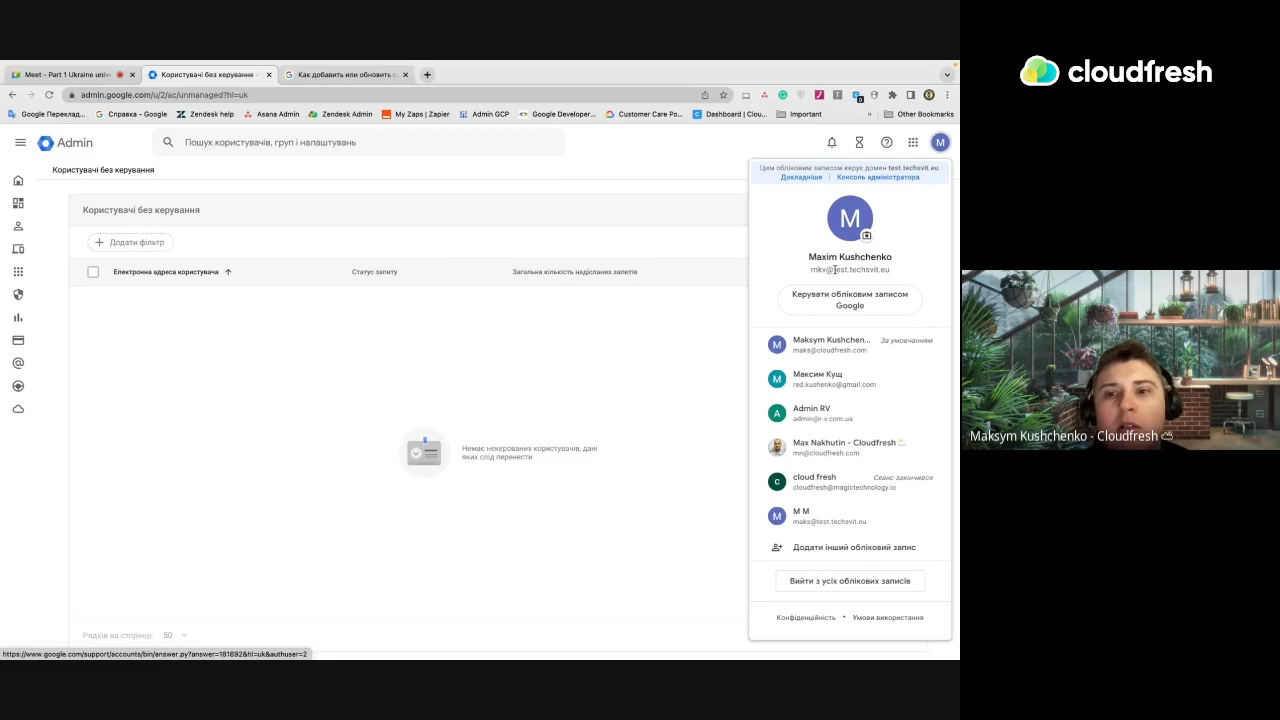 Meet - Part 1 Ukraine univ
Користувачі без керування -
Как добавить или обновить р
admin.google.com/u/2/ac/unmanaged?hl=uk
Google Переклад...
Справка – Google
Zendesk help
Asana Admin
Zendesk Admin
My Zaps | Zapier
Admin GCP
Google Developer...
Customer Care Po...
Dashboard | Clou...
Important
»
Other Bookmarks
Admin
Пошук користувачів, груп і налаштувань
M
Користувачі без керування
Користувачі без керування
Додати фільтр
Електронна адреса користувача
Статус запиту
Загальна кількість надісланих запитів
Немає некерованих користувачів, дані
яких слід перенести
Рядків на сторінці: 50
https://www.google.com/support/accounts/bin/answer.py?answer=181692&hl=uk&authuser=2
Цим обліковим записом керує домен test.techsvit.eu.
Докладніше | Консоль адміністратора
M
Maxim Kushchenko
mkv@test.techsvit.eu
Керувати обліковим записом
Google
M
Maksym Kushchen... За умовчанням
maks@cloudfresh.com
М
Максим Кущ
red.kushenko@gmail.com
A
Admin RV
admin@r-v.com.ua
Max Nakhutin - Cloudfresh
mn@cloudfresh.com
c
cloud fresh Сеанс закінчився
cloudfresh@magictechnology.io
M
M M
maks@test.techsvit.eu
Додати інший обліковий запис
Вийти з усіх облікових записів
Конфіденційність • Умови використання
cloudfresh
Maksym Kushchenko - Cloudfresh